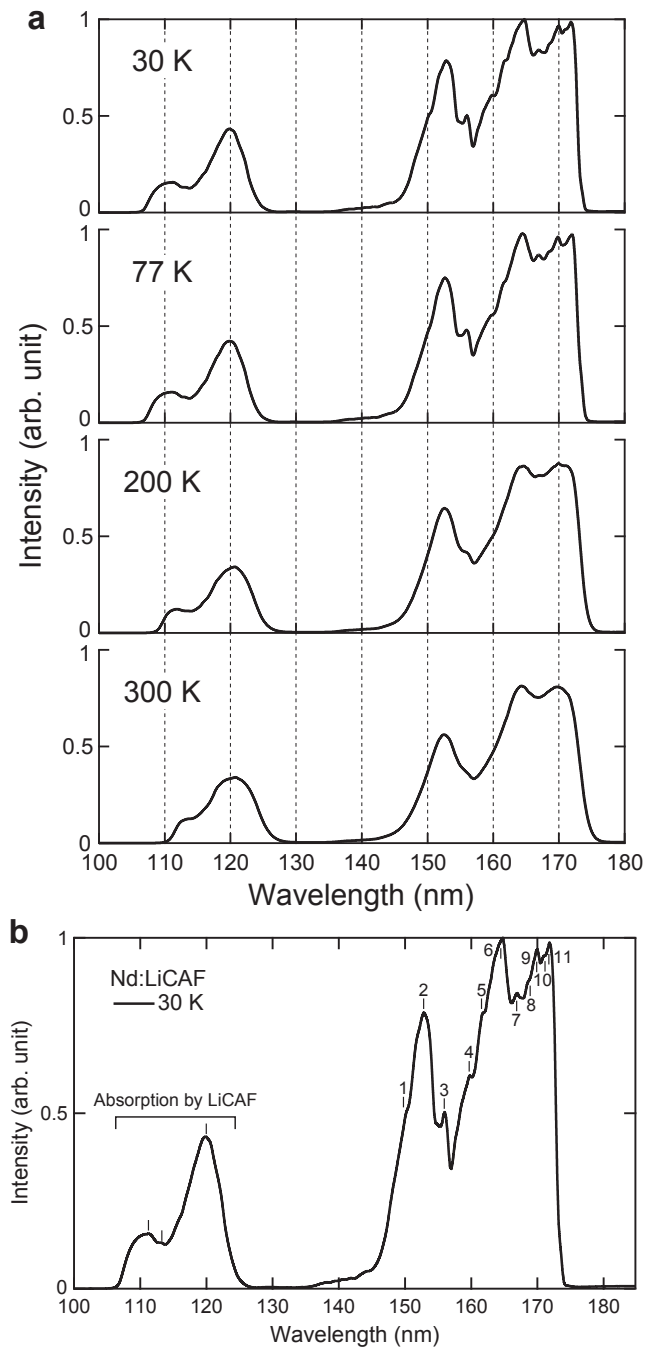 a
1
30 K
0.5
0
1
77 K
0.5
0
1
200 K
0.5
0
1
300 K
0.5
0
100 110 120 130 140 150 160 170 180
Wavelength (nm)
Intensity (arb. unit)
b
1
Nd:LiCAF
30 K
Absorption by LiCAF
0.5
0
1 2 3 4 5 6 7 8 9 10 11
100 110 120 130 140 150 160 170 180
Wavelength (nm)
Intensity (arb. unit)